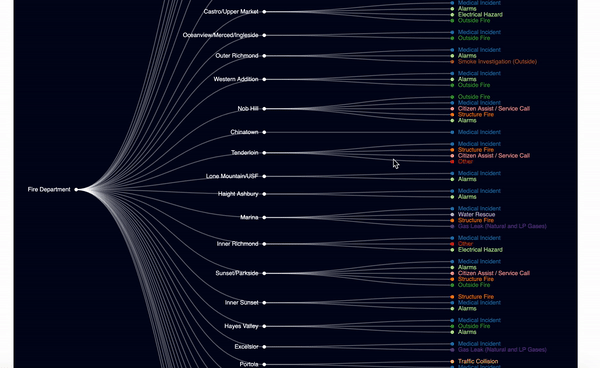 Castro/Upper Market
Medical Incident
Alarms
Electrical Hazard
Outside Fire
Oceanview/Merced/Ingleside
Medical Incident
Outside Fire
Outer Richmond
Medical Incident
Alarms
Smoke Investigation (Outside)
Western Addition
Medical Incident
Alarms
Outside Fire
Nob Hill
Outside Fire
Medical Incident
Citizen Assist / Service Call
Structure Fire
Alarms
Chinatown
Medical Incident
Tenderloin
Medical Incident
Structure Fire
Citizen Assist / Service Call
Other
Fire Department
Lone Mountain/USF
Medical Incident
Alarms
Haight Ashbury
Medical Incident
Alarms
Marina
Medical Incident
Water Rescue
Structure Fire
Gas Leak (Natural and LP Gases)
Inner Richmond
Medical Incident
Other
Electrical Hazard
Sunset/Parkside
Medical Incident
Alarms
Citizen Assist / Service Call
Structure Fire
Outside Fire
Inner Sunset
Structure Fire
Medical Incident
Alarms
Hayes Valley
Medical Incident
Outside Fire
Alarms
Excelsior
Medical Incident
Gas Leak (Natural and LP Gases)
Portola
Traffic Collision
Medical Incident